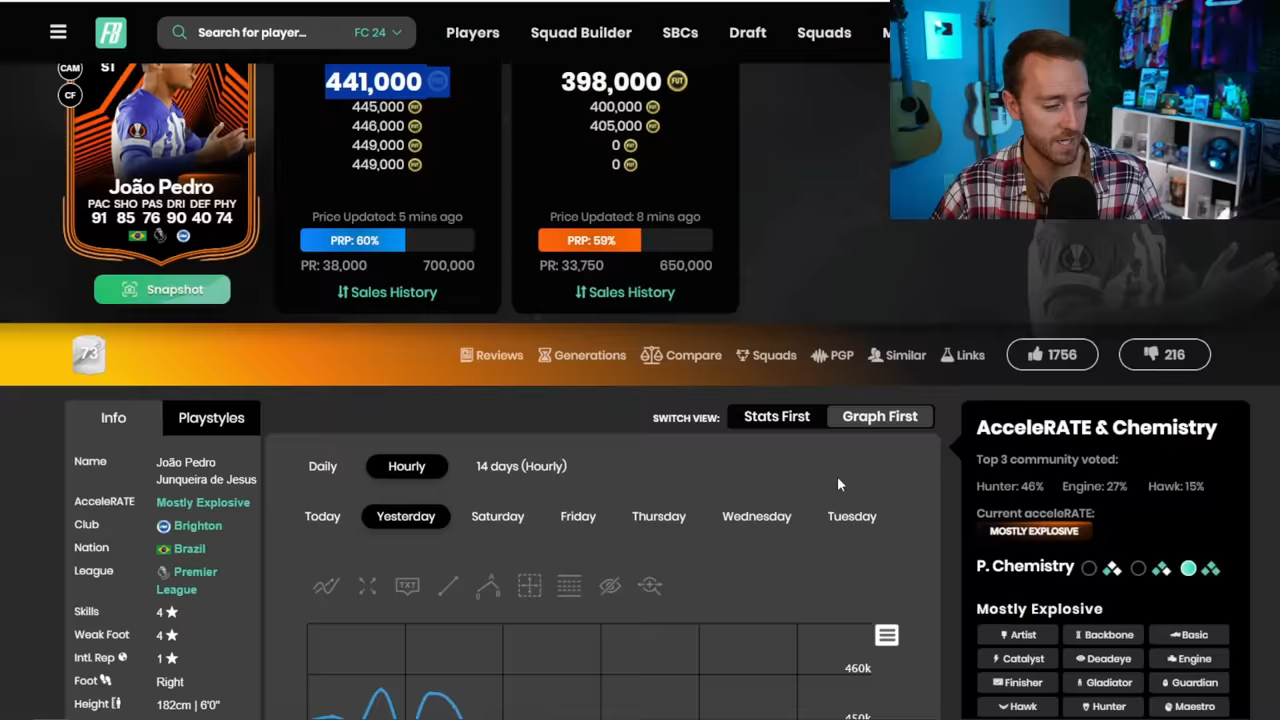 FB
Search for player...
FC 24
Players
Squad Builder
SBCs
Draft
Squads
M
CAM
CF
ST
João Pedro
PAC SHO PAS DRI DEF PHY
91 85 76 90 40 74
Snapshot
441,000
445,000
446,000
449,000
449,000
Price Updated: 5 mins ago
PRP: 60%
PR: 38,000
700,000
Sales History
398,000 FUT
400,000
405,000
0
0
Price Updated: 8 mins ago
PRP: 59%
PR: 33,750
650,000
Sales History
73
Reviews
Generations
Compare
Squads
PGP
Similar
Links
1756
216
Info
Playstyles
Name
João Pedro
Junqueira de Jesus
AcceleRATE
Mostly Explosive
Club
Brighton
Nation
Brazil
League
Premier
League
Skills
4
Weak Foot
4
Intl. Rep
1
Foot
Right
Height
182cm | 6'0"
SWITCH VIEW:
Stats First
Graph First
Daily
Hourly
14 days (Hourly)
Today
Yesterday
Saturday
Friday
Thursday
Wednesday
Tuesday
TXT
460k
450k
AcceleRATE & Chemistry
Top 3 community voted:
Hunter: 46%
Engine: 27%
Hawk: 15%
Current acceleRATE:
MOSTLY EXPLOSIVE
P. Chemistry
Mostly Explosive
Artist
Backbone
Basic
Catalyst
Deadeye
Engine
Finisher
Gladiator
Guardian
Hawk
Hunter
Maestro